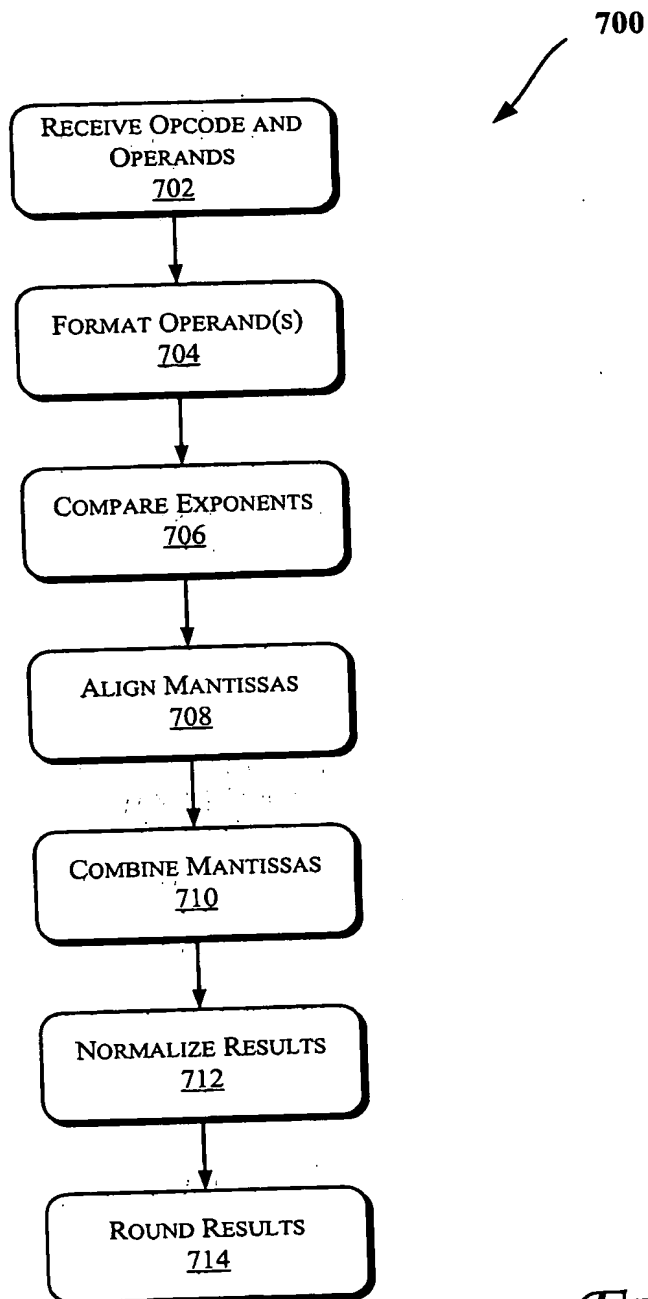 700
RECEIVE OPCODE AND
OPERANDS
702
FORMAT OPERAND(S)
704
COMPARE EXPONENTS
706
ALIGN MANTISSAS
708
COMBINE MANTISSAS
710
NORMALIZE RESULTS
712
ROUND RESULTS
714